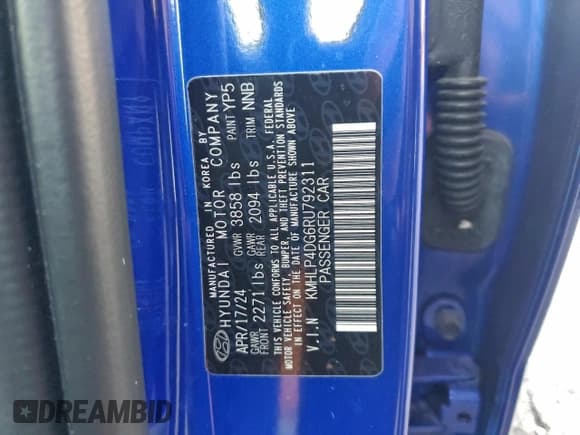 MANUFACTURED IN KOREA BY
HYUNDAI MOTOR COMPANY
APR/17/24 GVWR 3858 lbs PAINT YP5
GAWR FRONT 2271 lbs GAWR REAR 2094 lbs TRIM NNB
THIS VEHICLE CONFORMS TO ALL APPLICABLE U.S.A. FEDERAL
MOTOR VEHICLE SAFETY, BUMPER, AND THEFT PREVENTION STANDARDS
IN EFFECT ON THE DATE OF MANUFACTURE SHOWN ABOVE
V.I.N KMHLP4DG6RU792311
PASSENGER CAR
DREAMBID